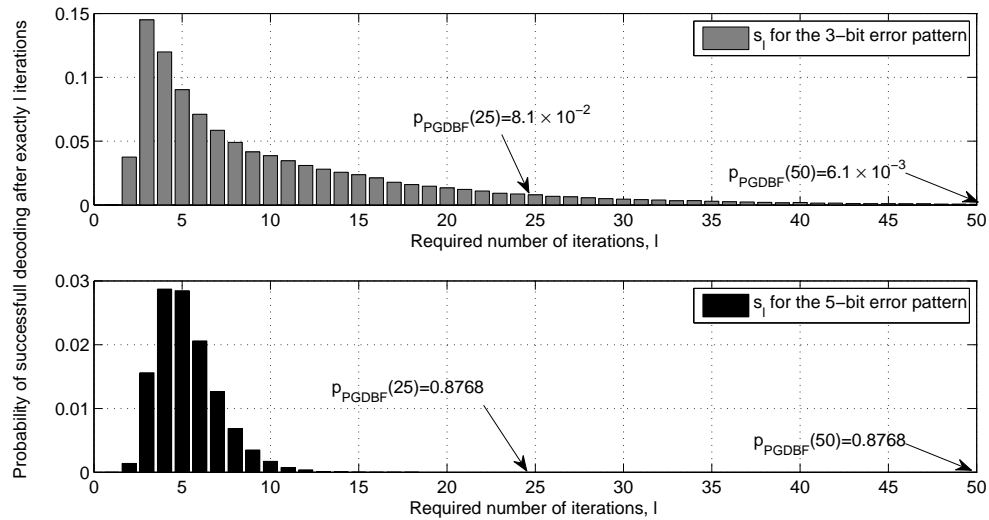 Probability of successfull decoding after exactly l iterations
0.15
0.1
0.05
0
s_l for the 3−bit error pattern
p_PGDBF(25)=8.1 × 10^−2
p_PGDBF(50)=6.1 × 10^−3
0 5 10 15 20 25 30 35 40 45 50
Required number of iterations, l
0.03
0.02
0.01
0
s_l for the 5−bit error pattern
p_PGDBF(25)=0.8768
p_PGDBF(50)=0.8768
0 5 10 15 20 25 30 35 40 45 50
Required number of iterations, l